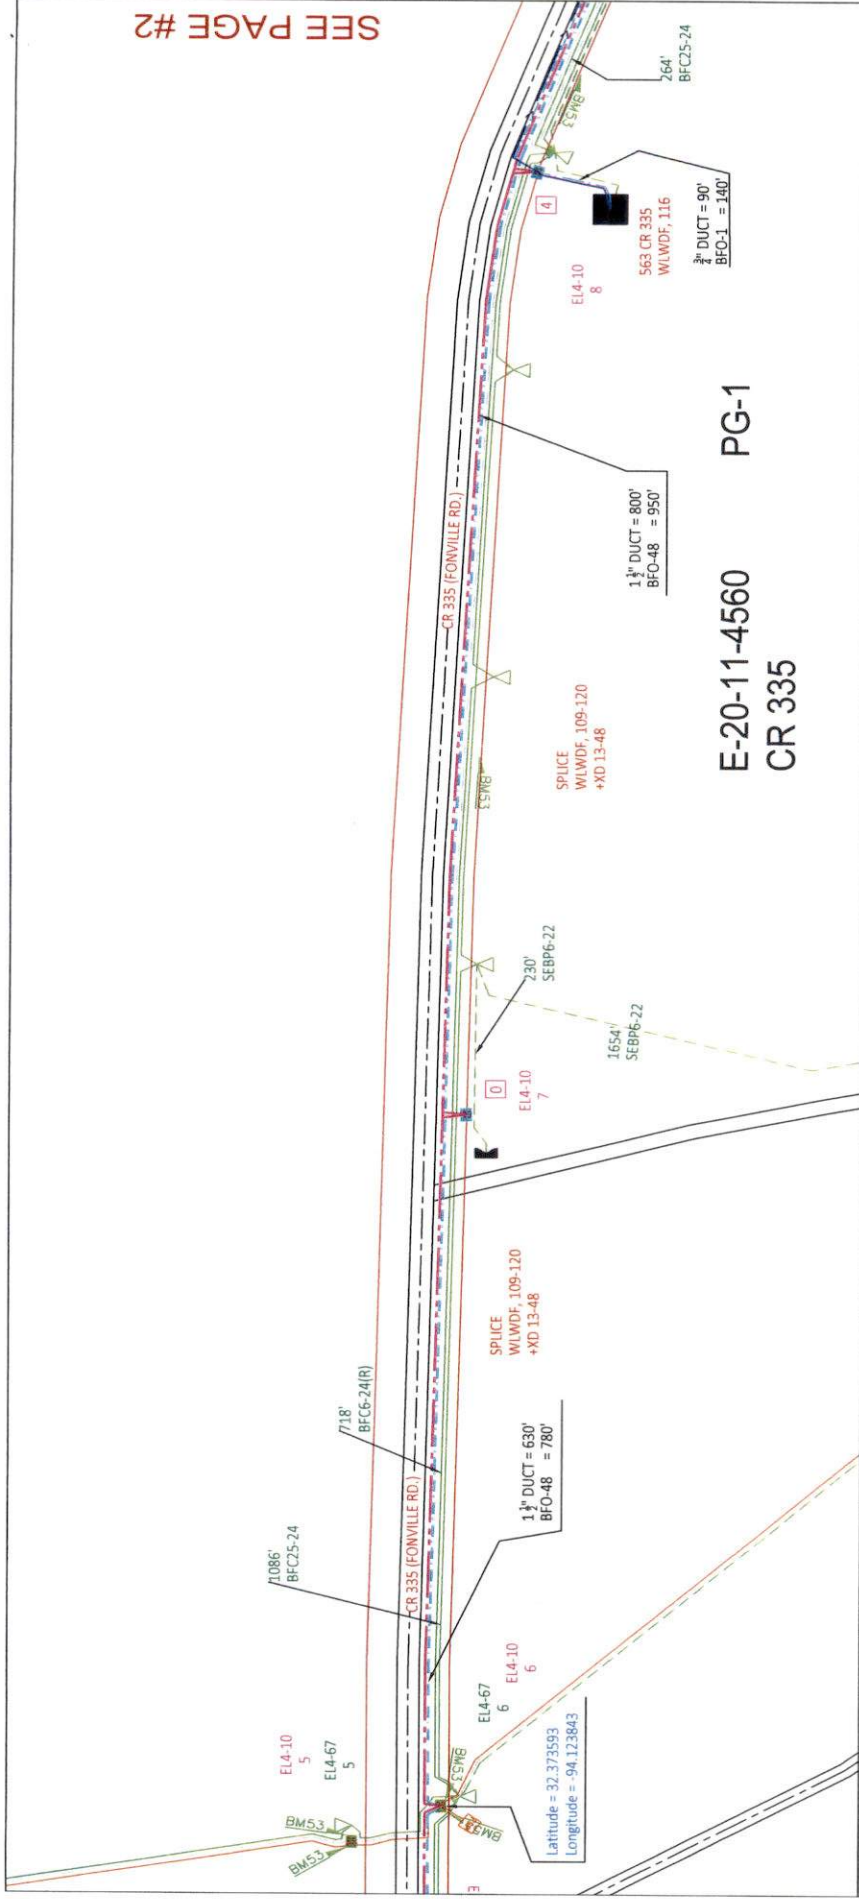 SEE PAGE #2
264'
BFC25-24
BM53
4
563 CR 335
WLWDF, 116
3/4" DUCT = 90'
BFO-1 = 140'
EL4-10
8
1 1/2" DUCT = 800'
BFO-48 = 950'
PG-1
E-20-11-4560
CR 335
CR 335 (FONVILLE RD.)
SPLICE
WLWDF, 109-120
+XD 13-48
BM53
230'
SEBP6-22
1654'
SEBP6-22
0
EL4-10
7
SPLICE
WLWDF, 109-120
+XD 13-48
718'
BFC6-24(R)
1 1/2" DUCT = 630'
BFO-48 = 780'
1086'
BFC25-24
CR 335 (FONVILLE RD.)
EL4-10
6
EL4-67
6
EL4-10
5
EL4-67
5
BM53
BM53
BM53
BM53
Latitude = 32.373593
Longitude = -94.123843
E